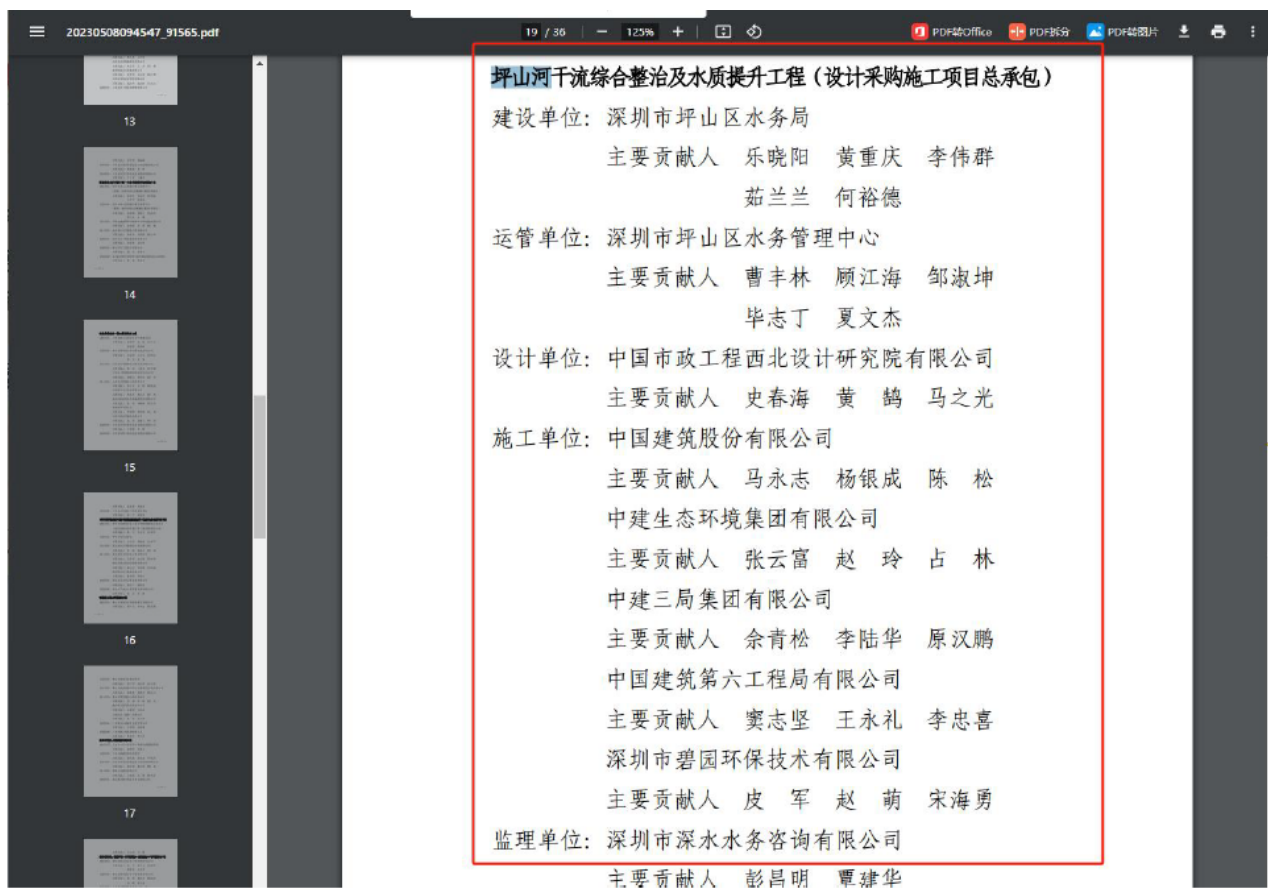 20230508094547_91565.pdf
19 / 36
125%
PDF转Office
PDF拆分
PDF转图片
13
14
15
16
17
坪山河干流综合整治及水质提升工程（设计采购施工项目总承包）
建设单位：深圳市坪山区水务局
主要贡献人 乐晓阳 黄重庆 李伟群
茹兰兰 何裕德
运管单位：深圳市坪山区水务管理中心
主要贡献人 曹丰林 顾江海 邹淑坤
毕志丁 夏文杰
设计单位：中国市政工程西北设计研究院有限公司
主要贡献人 史春海 黄 鹄 马之光
施工单位：中国建筑股份有限公司
主要贡献人 马永志 杨银成 陈 松
中建生态环境集团有限公司
主要贡献人 张云富 赵 玲 占 林
中建三局集团有限公司
主要贡献人 余青松 李陆华 原汉鹏
中国建筑第六工程局有限公司
主要贡献人 窦志坚 王永礼 李忠喜
深圳市碧园环保技术有限公司
主要贡献人 皮 军 赵 萌 宋海勇
监理单位：深圳市深水水务咨询有限公司
主要贡献人 彭昌明 覃建华